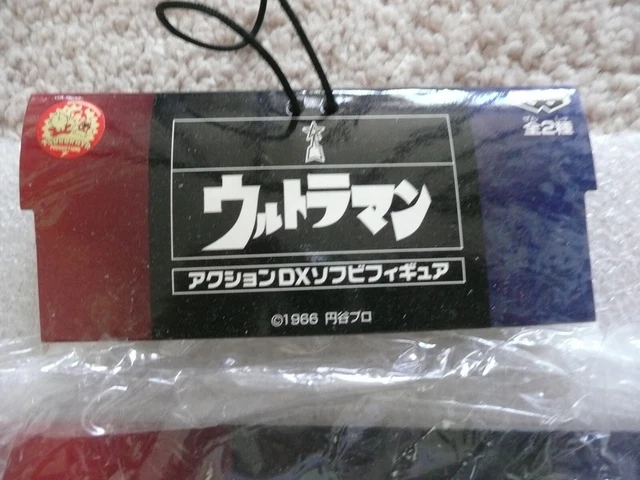 全2種
ウルトラマン
アクションDXソフビフィギュア
©1966 円谷プロ